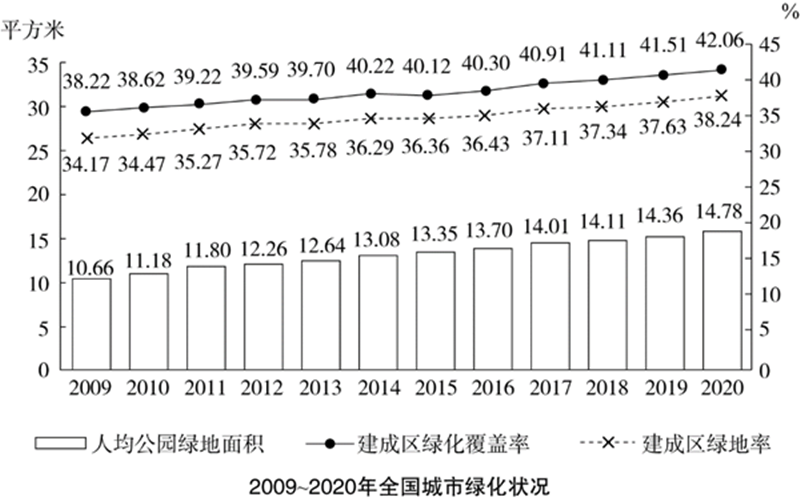 平方米
%
38.22 38.62 39.22 39.59 39.70 40.22 40.12 40.30 40.91 41.11 41.51 42.06
34.17 34.47 35.27 35.72 35.78 36.29 36.36 36.43 37.11 37.34 37.63 38.24
10.66 11.18 11.80 12.26 12.64 13.08 13.35 13.70 14.01 14.11 14.36 14.78
35
30
25
20
15
10
5
0
45
40
35
30
25
20
15
10
5
0
2009 2010 2011 2012 2013 2014 2015 2016 2017 2018 2019 2020
人均公园绿地面积 建成区绿化覆盖率 建成区绿地率
2009~2020年全国城市绿化状况